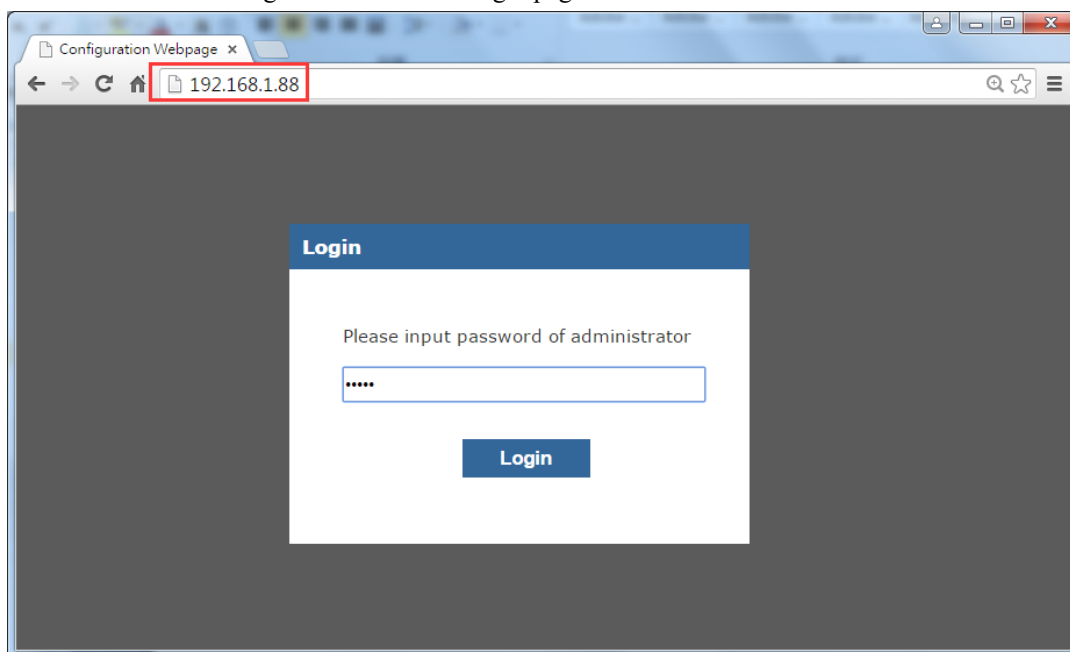 Configuration Webpage
192.168.1.88
Login
Please input password of administrator
•••••
Login